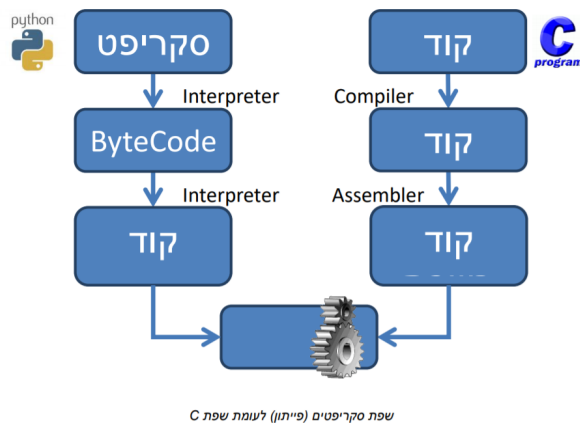 python
סקריפט
קוד
C
program
Interpreter
Compiler
ByteCode
קוד
Interpreter
Assembler
קוד
קוד
שפת סקריפטים (פייתון) לעומת שפת C